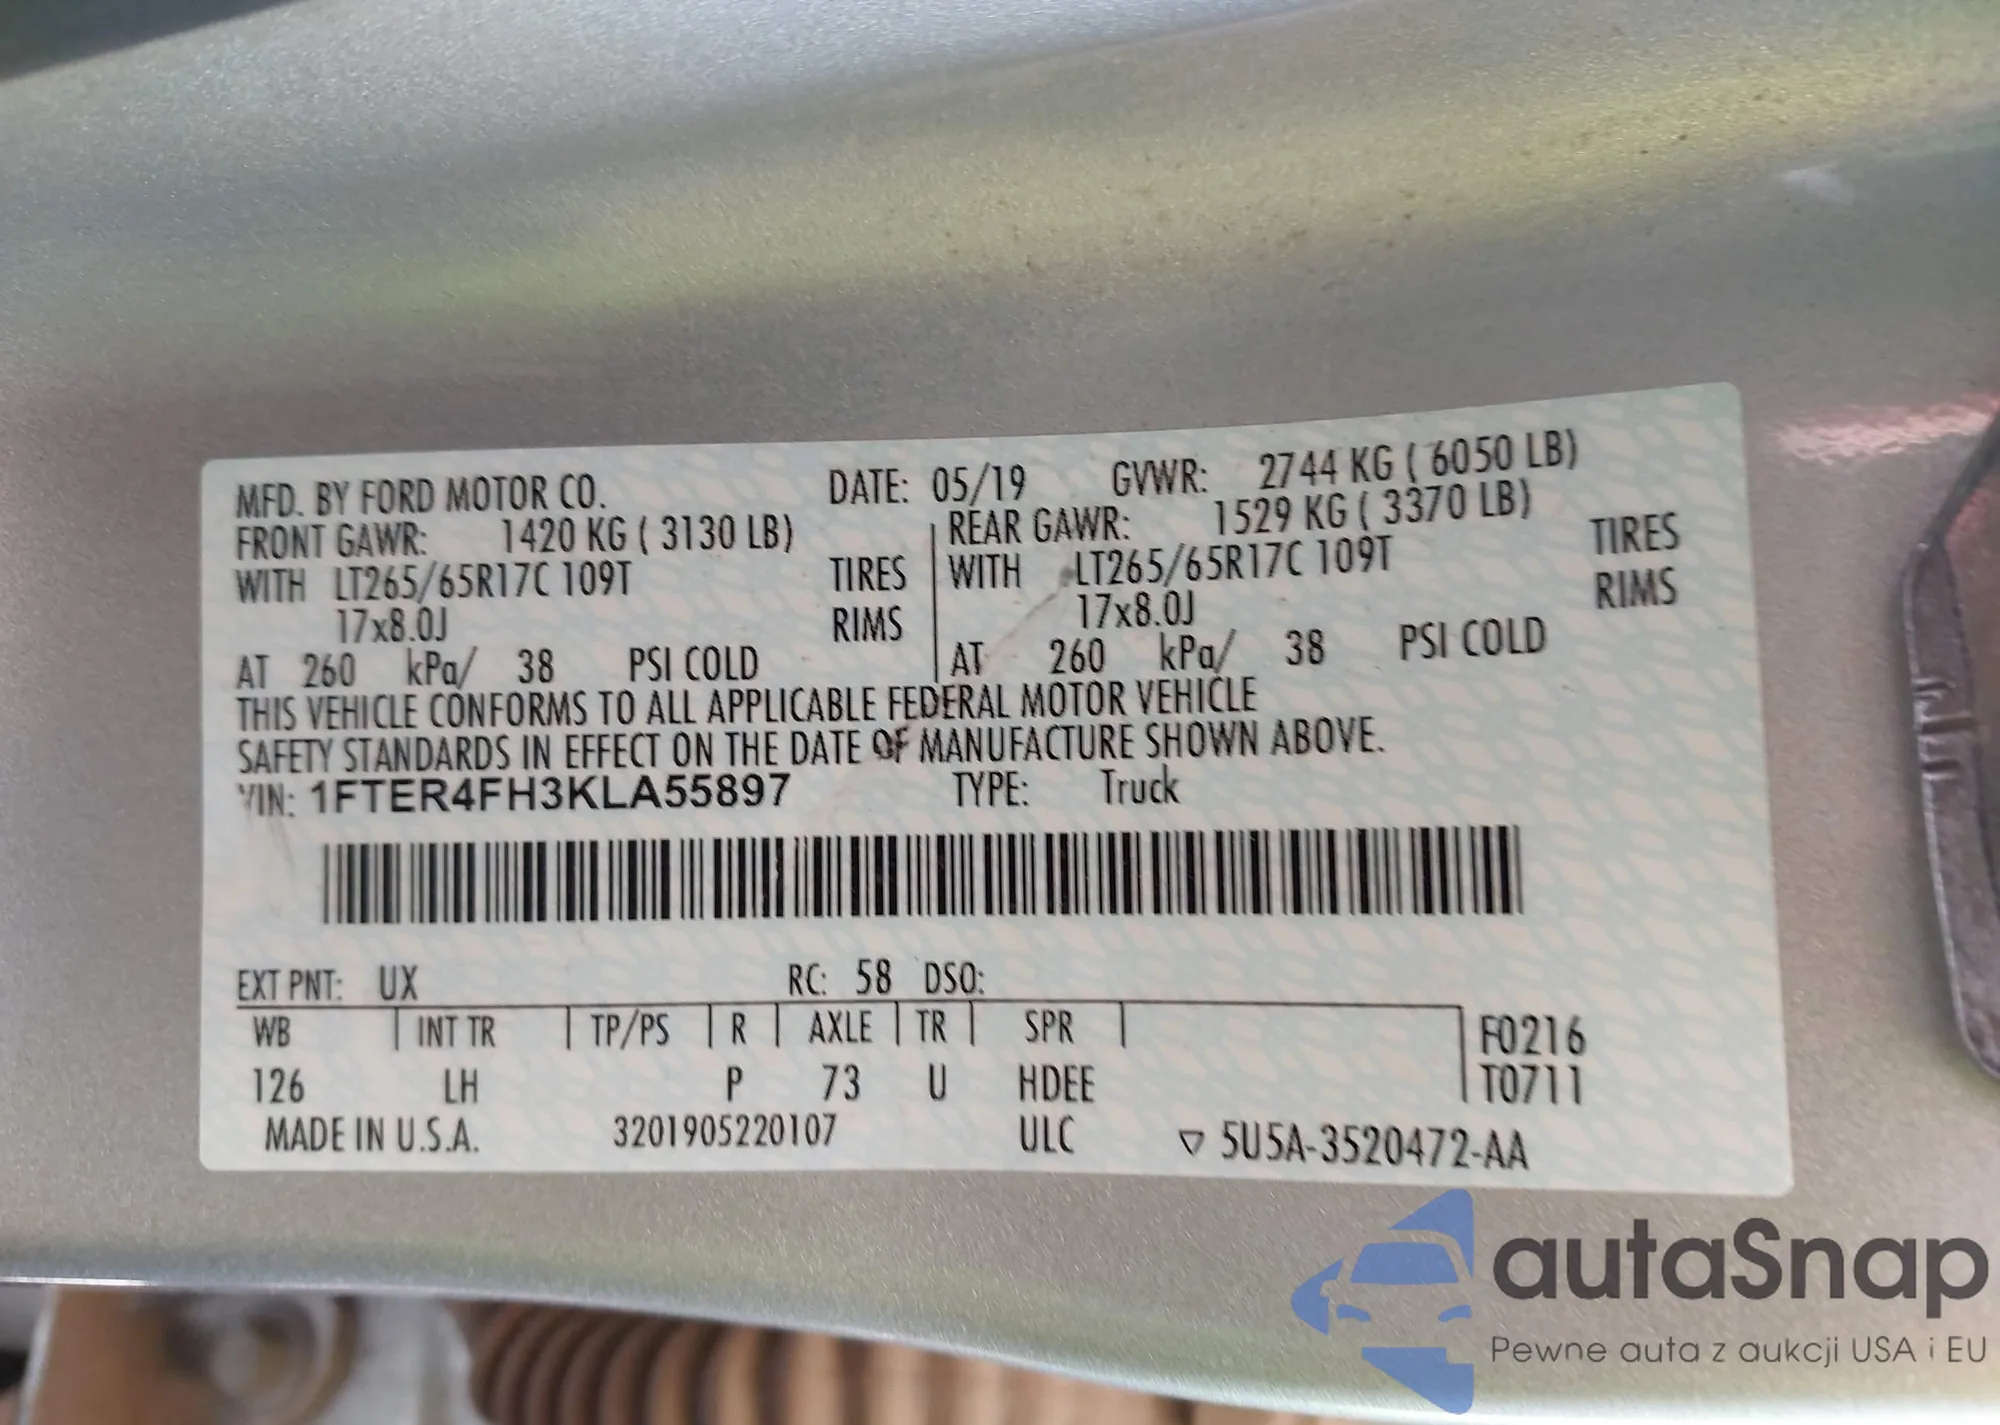 MFD. BY FORD MOTOR CO. DATE: 05/19 GVWR: 2744 KG ( 6050 LB)
FRONT GAWR: 1420 KG ( 3130 LB) REAR GAWR: 1529 KG ( 3370 LB)
WITH LT265/65R17C 109T TIRES WITH LT265/65R17C 109T TIRES
17x8.0J RIMS 17x8.0J RIMS
AT 260 kPa/ 38 PSI COLD AT 260 kPa/ 38 PSI COLD
THIS VEHICLE CONFORMS TO ALL APPLICABLE FEDERAL MOTOR VEHICLE
SAFETY STANDARDS IN EFFECT ON THE DATE OF MANUFACTURE SHOWN ABOVE.
VIN: 1FTER4FH3KLA55897 TYPE: Truck
EXT PNT: UX RC: 58 DSO:
WB INT TR TP/PS R AXLE TR SPR F0216
126 LH P 73 U HDEE T0711
MADE IN U.S.A. 3201905220107 ULC ▽ 5U5A-3520472-AA
autaSnap
Pewne auta z aukcji USA i EU